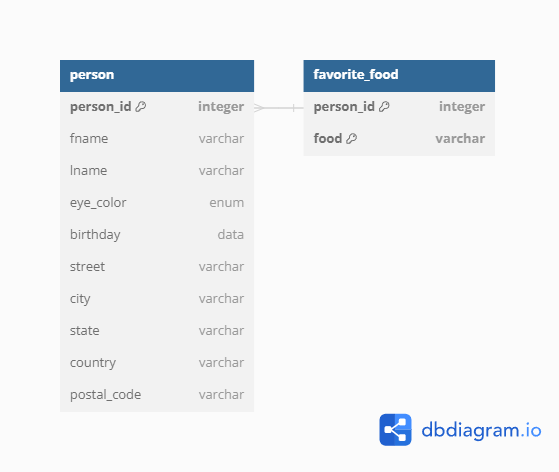 person
person_id integer
fname varchar
lname varchar
eye_color enum
birthday data
street varchar
city varchar
state varchar
country varchar
postal_code varchar
favorite_food
person_id integer
food varchar
dbdiagram.io